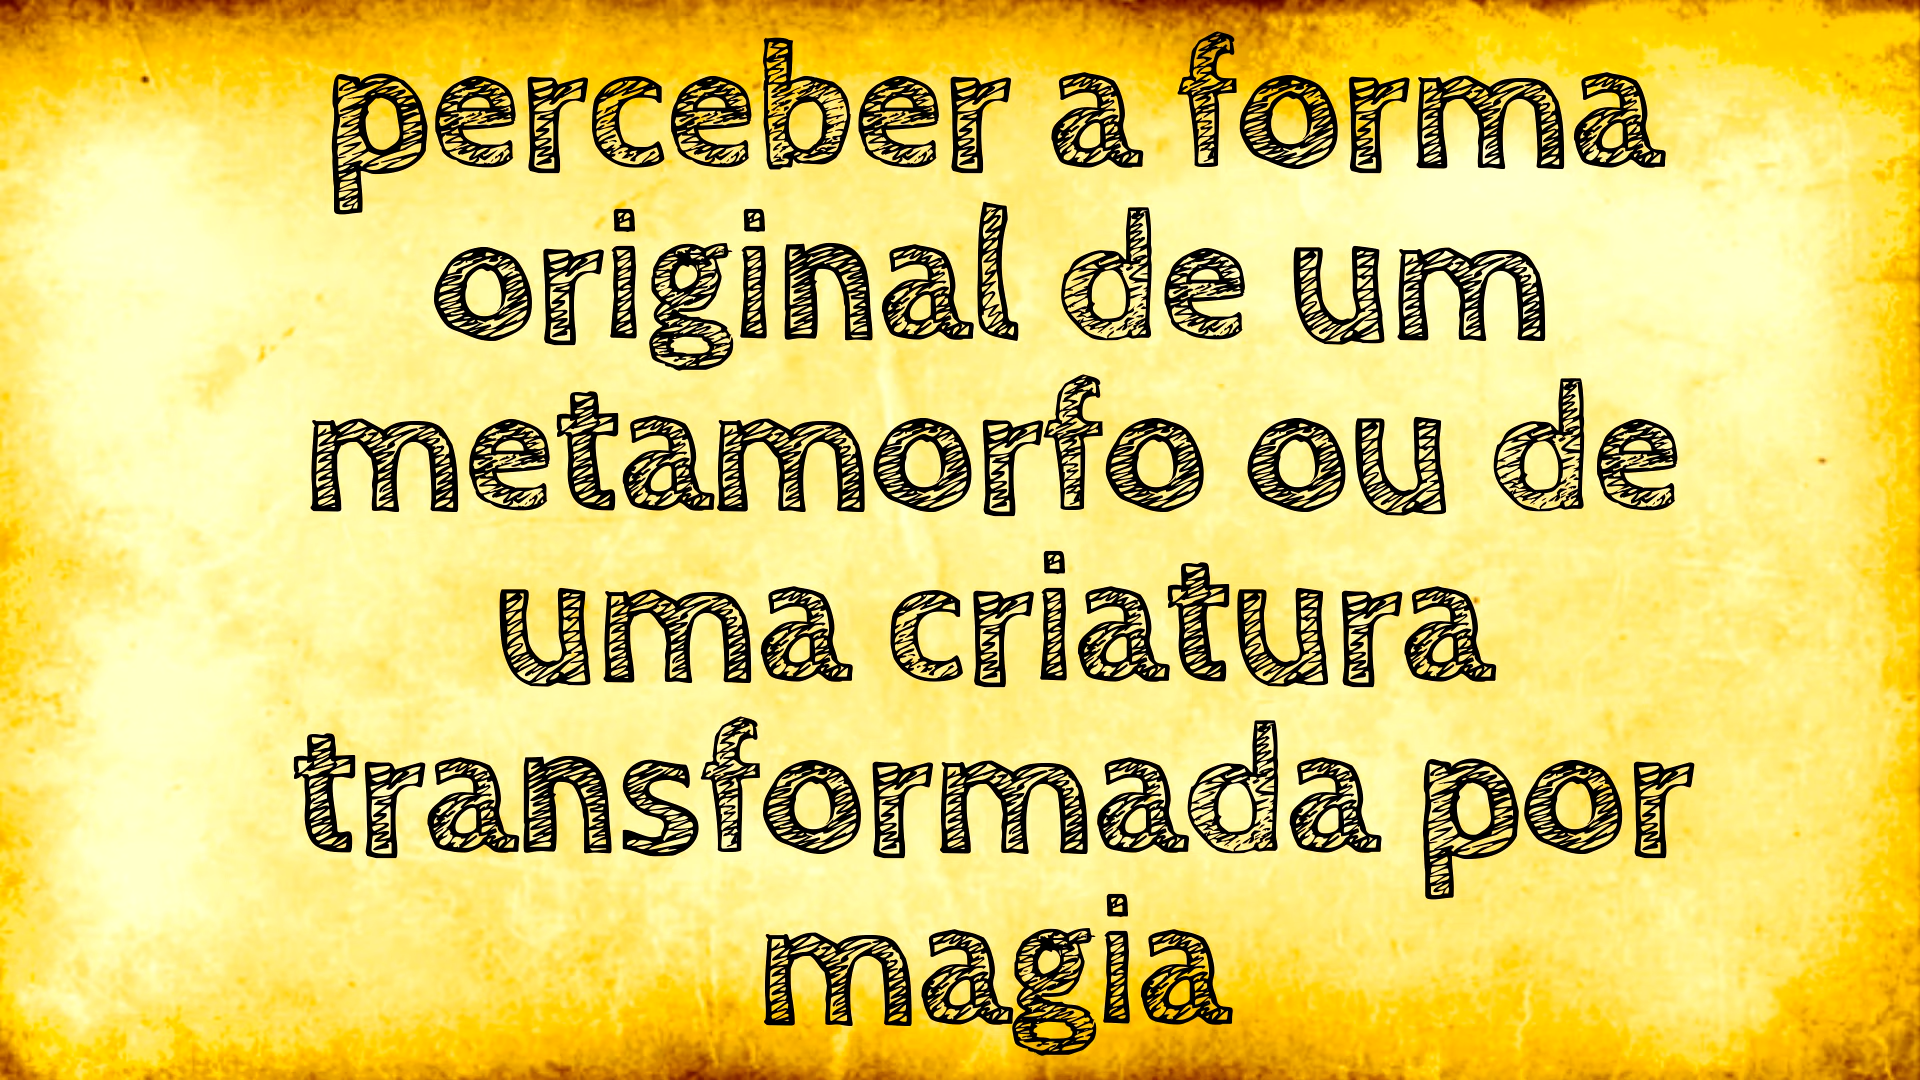 perceber a forma
original de um
metamorfo ou de
uma criatura
transformada por
magia